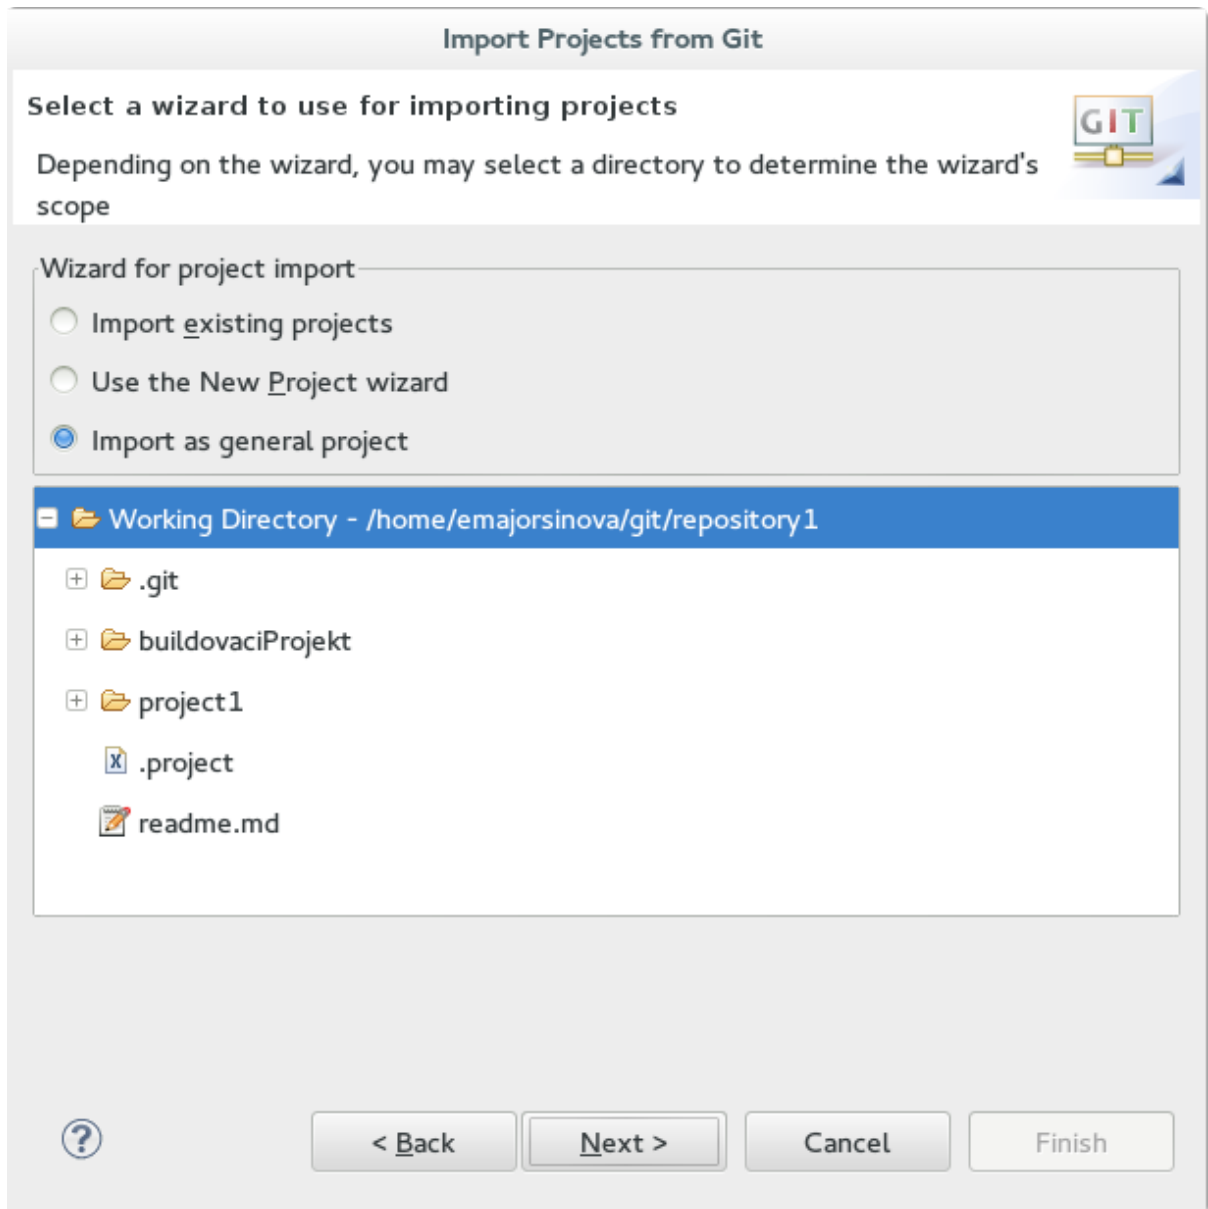 Import Projects from Git
Select a wizard to use for importing projects
GIT
Depending on the wizard, you may select a directory to determine the wizard's
scope
Wizard for project import
Import existing projects
Use the New Project wizard
Import as general project
Working Directory - /home/emajorsinova/git/repository1
.git
buildovaciProjekt
project1
X .project
readme.md
? < Back Next > Cancel Finish